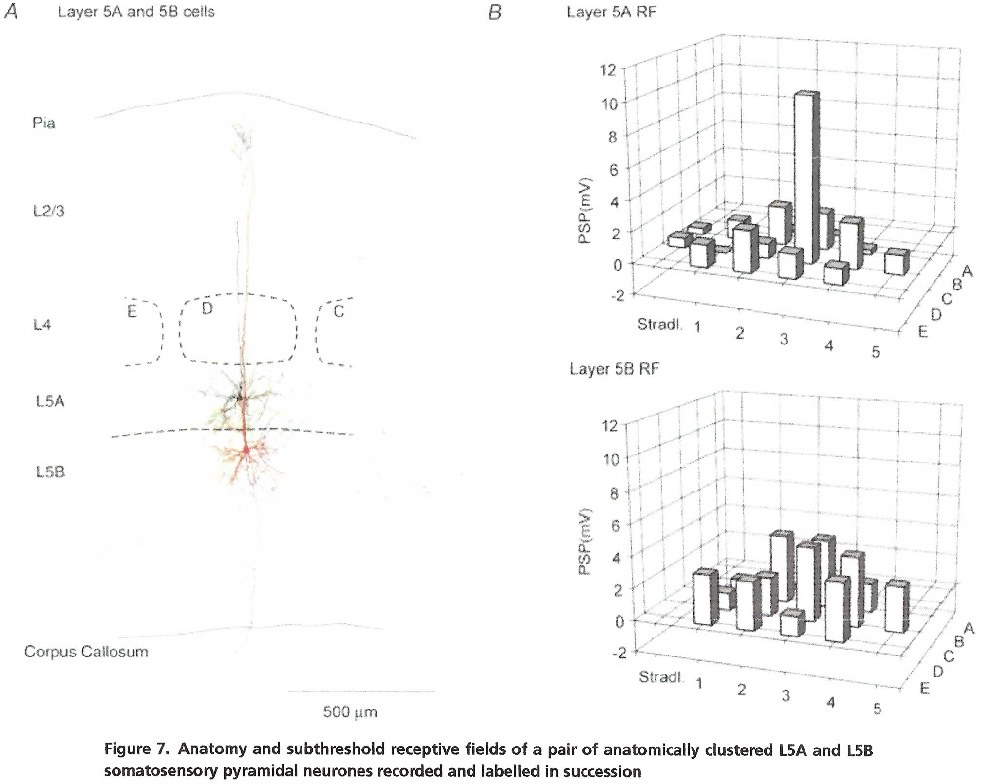 A
Layer 5A and 5B cells
Pia
L2/3
L4
E
D
C
L5A
L5B
Corpus Callosum
500 µm
B
Layer 5A RF
PSP(mV)
12
10
8
6
4
2
0
-2
Stradl. 1 2 3 4 5
A
B
C
D
E
Layer 5B RF
PSP(mV)
12
10
8
6
4
2
0
-2
Stradl. 1 2 3 4 5
A
B
C
D
E
Figure 7. Anatomy and subthreshold receptive fields of a pair of anatomically clustered L5A and L5B
somatosensory pyramidal neurones recorded and labelled in succession